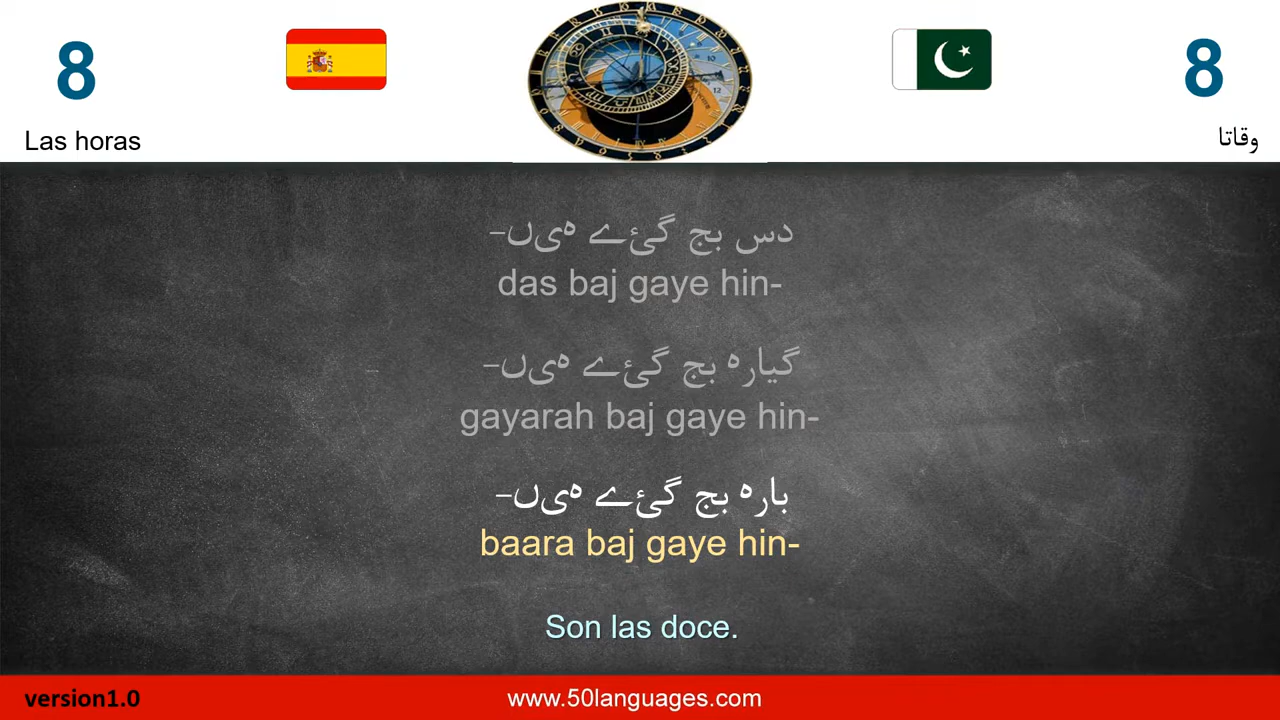 8
8
Las horas
وقاتا
دس بج گئے ہیں-
das baj gaye hin-
گیارہ بج گئے ہیں-
gayarah baj gaye hin-
بارہ بج گئے ہیں-
baara baj gaye hin-
Son las doce.
version1.0
www.50languages.com